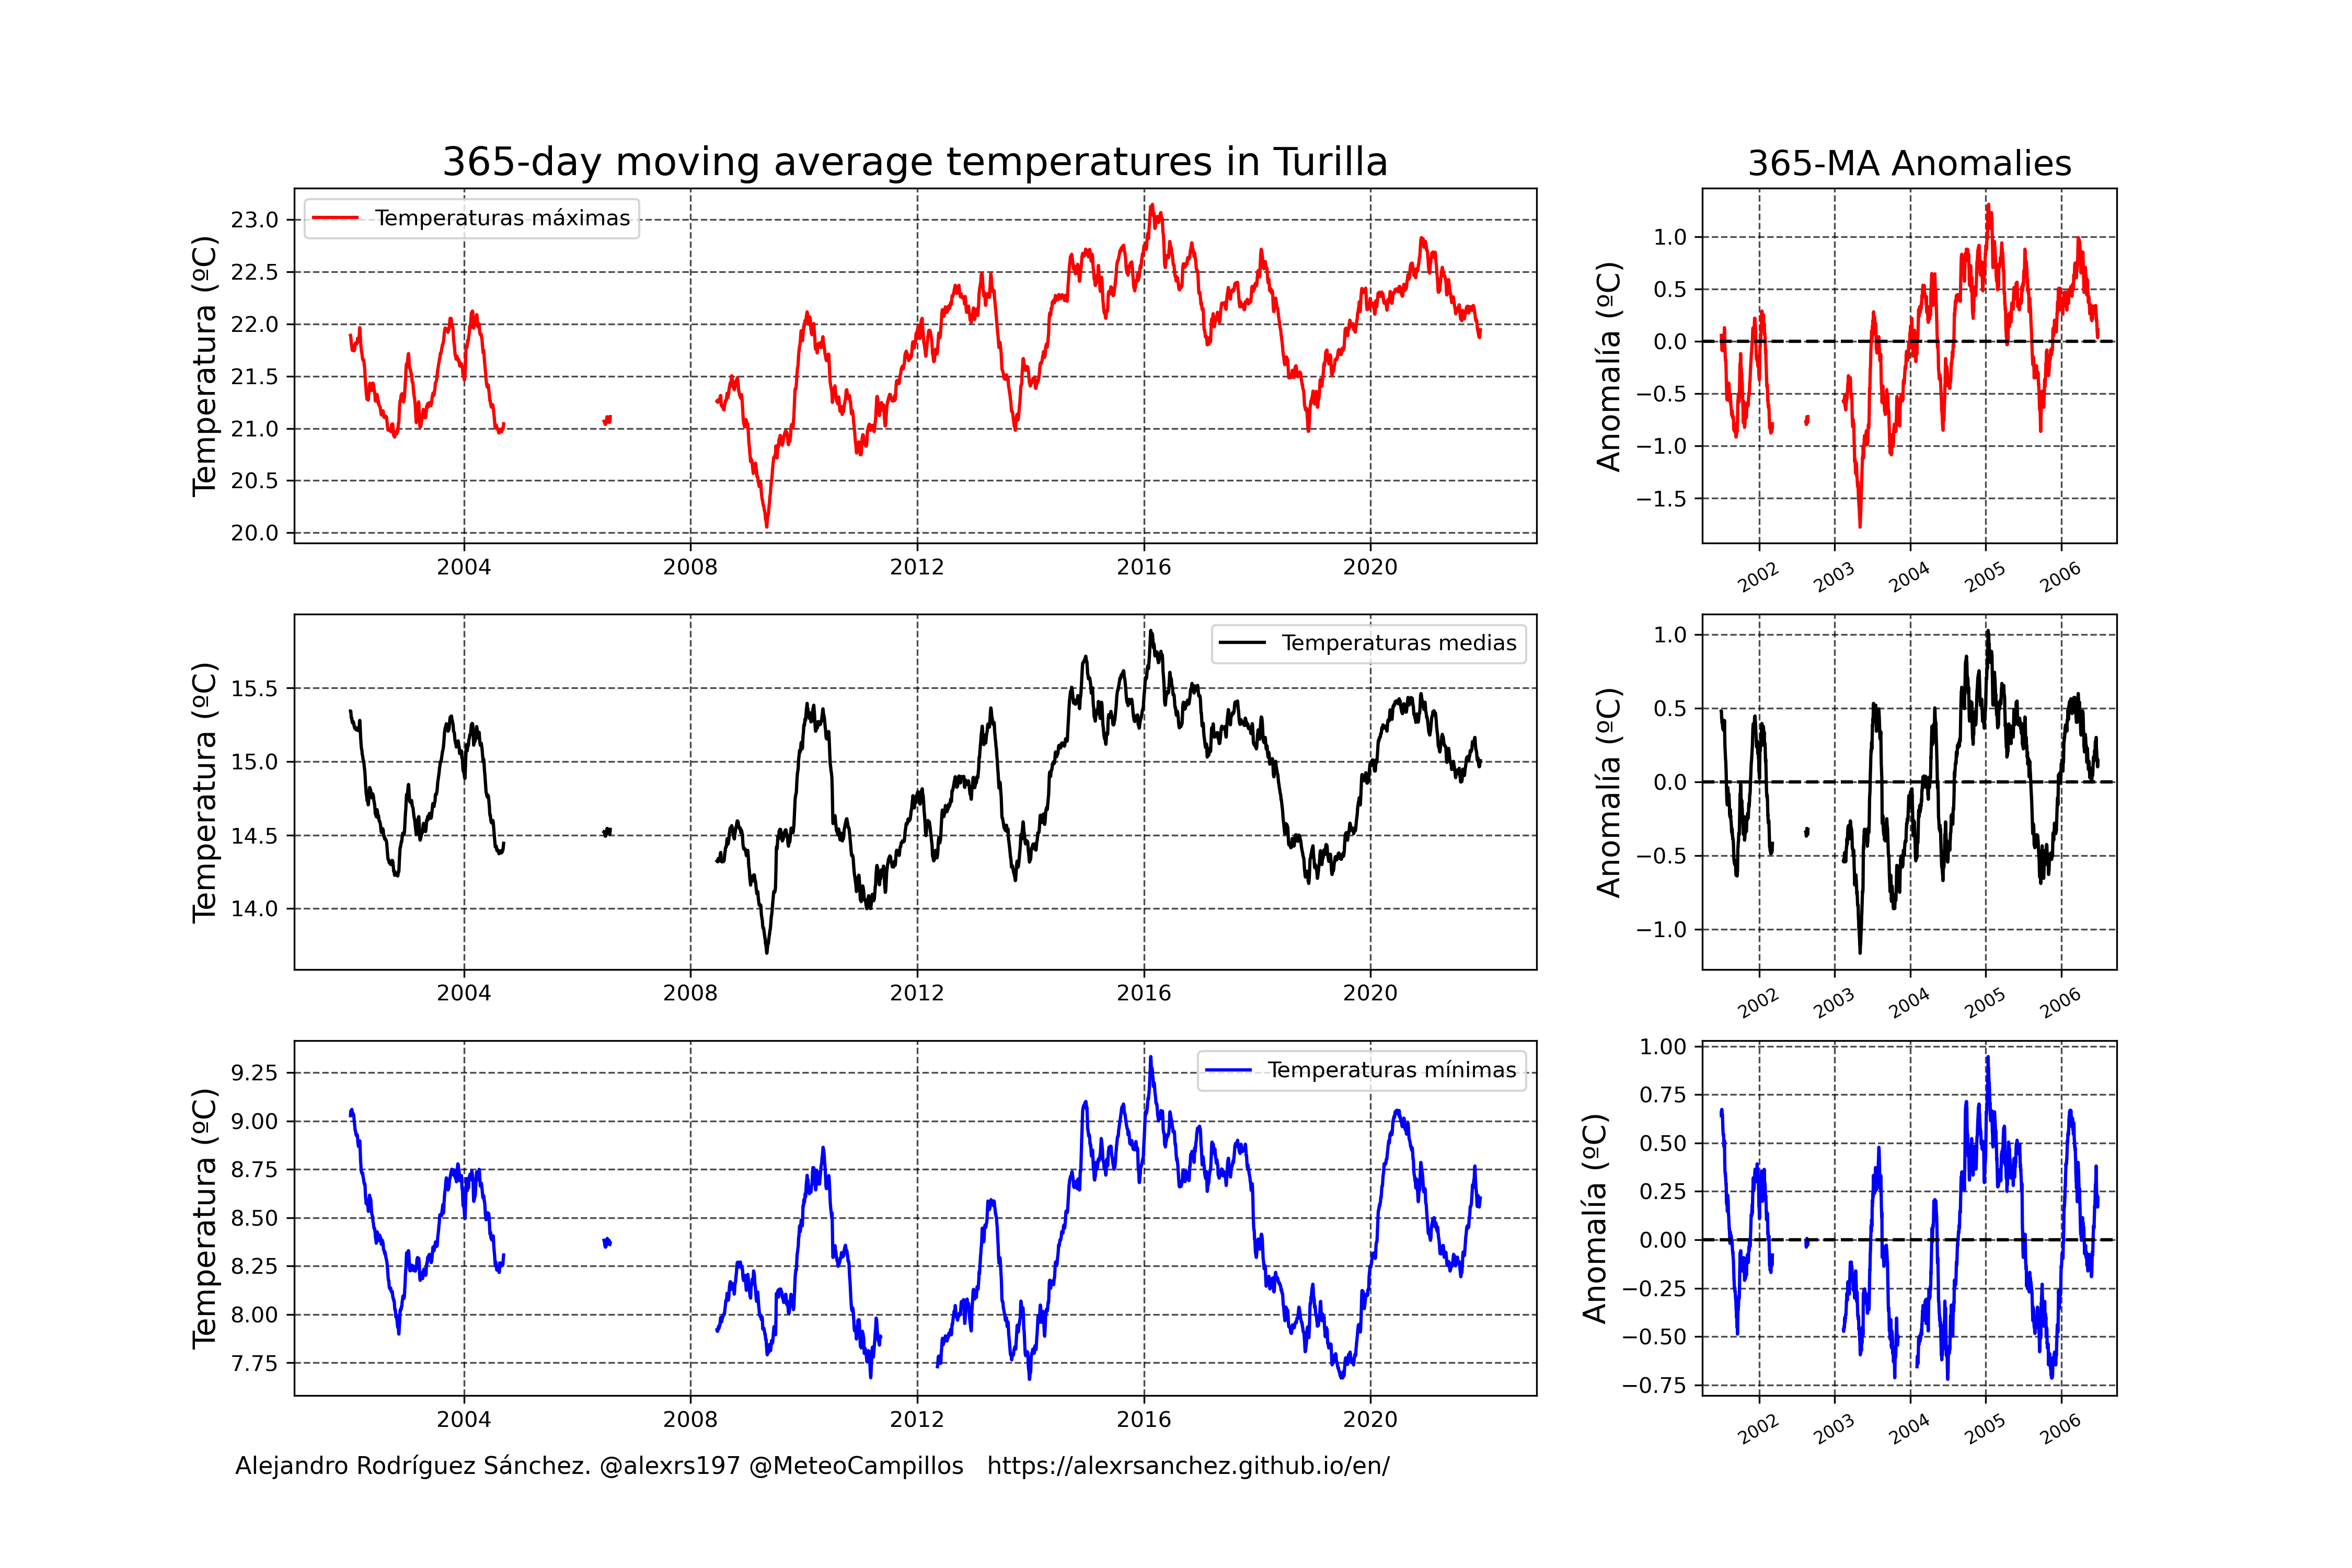 365-day moving average temperatures in Turilla
365-MA Anomalies
Temperatura (ºC)
23.0
22.5
22.0
21.5
21.0
20.5
20.0
Temperaturas máximas
2004 2008 2012 2016 2020
Anomalía (ºC)
1.0
0.5
0.0
−0.5
−1.0
−1.5
2002 2003 2004 2005 2006
Temperatura (ºC)
15.5
15.0
14.5
14.0
Temperaturas medias
2004 2008 2012 2016 2020
Anomalía (ºC)
1.0
0.5
0.0
−0.5
−1.0
2002 2003 2004 2005 2006
Temperatura (ºC)
9.25
9.00
8.75
8.50
8.25
8.00
7.75
Temperaturas mínimas
2004 2008 2012 2016 2020
Anomalía (ºC)
1.00
0.75
0.50
0.25
0.00
−0.25
−0.50
−0.75
2002 2003 2004 2005 2006
Alejandro Rodríguez Sánchez. @alexrs197 @MeteoCampillos https://alexrsanchez.github.io/en/